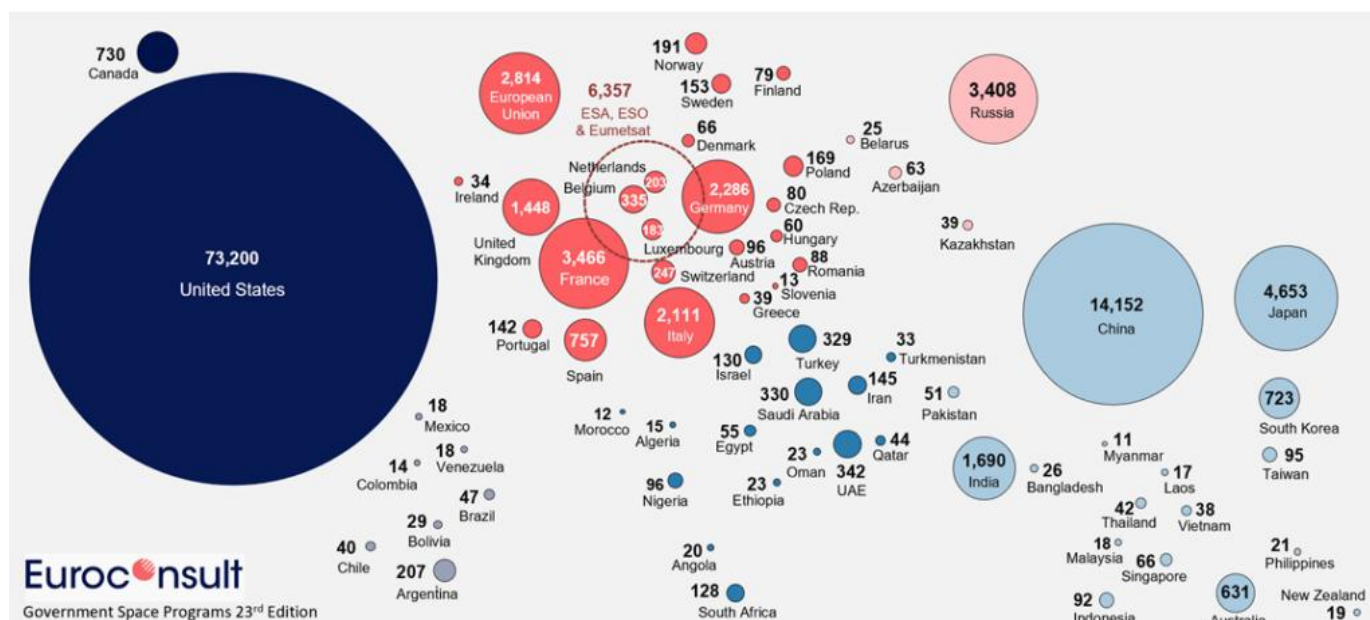 730
Canada
73,200
United States
2,814
European
Union
6,357
ESA, ESO
& Eumetsat
191
Norway
153
Sweden
79
Finland
66
Denmark
3,408
Russia
25
Belarus
169
Poland
63
Azerbaijan
34
Ireland
1,448
United
Kingdom
Netherlands
203
Belgium
335
183
Luxembourg
2,286
Germany
80
Czech Rep.
60
Hungary
39
Kazakhstan
3,466
France
247
Switzerland
96
Austria
88
Romania
13
Slovenia
39
Greece
14,152
China
4,653
Japan
142
Portugal
757
Spain
2,111
Italy
130
Israel
329
Turkey
33
Turkmenistan
330
Saudi Arabia
145
Iran
51
Pakistan
723
South Korea
18
Mexico
18
Venezuela
14
Colombia
12
Morocco
15
Algeria
55
Egypt
23
Oman
342
UAE
44
Qatar
1,690
India
26
Bangladesh
11
Myanmar
17
Laos
95
Taiwan
47
Brazil
29
Bolivia
40
Chile
207
Argentina
96
Nigeria
23
Ethiopia
20
Angola
128
South Africa
42
Thailand
38
Vietnam
18
Malaysia
66
Singapore
21
Philippines
92
Indonesia
631
Australia
New Zealand
19
Euroconsult
Government Space Programs 23rd Edition